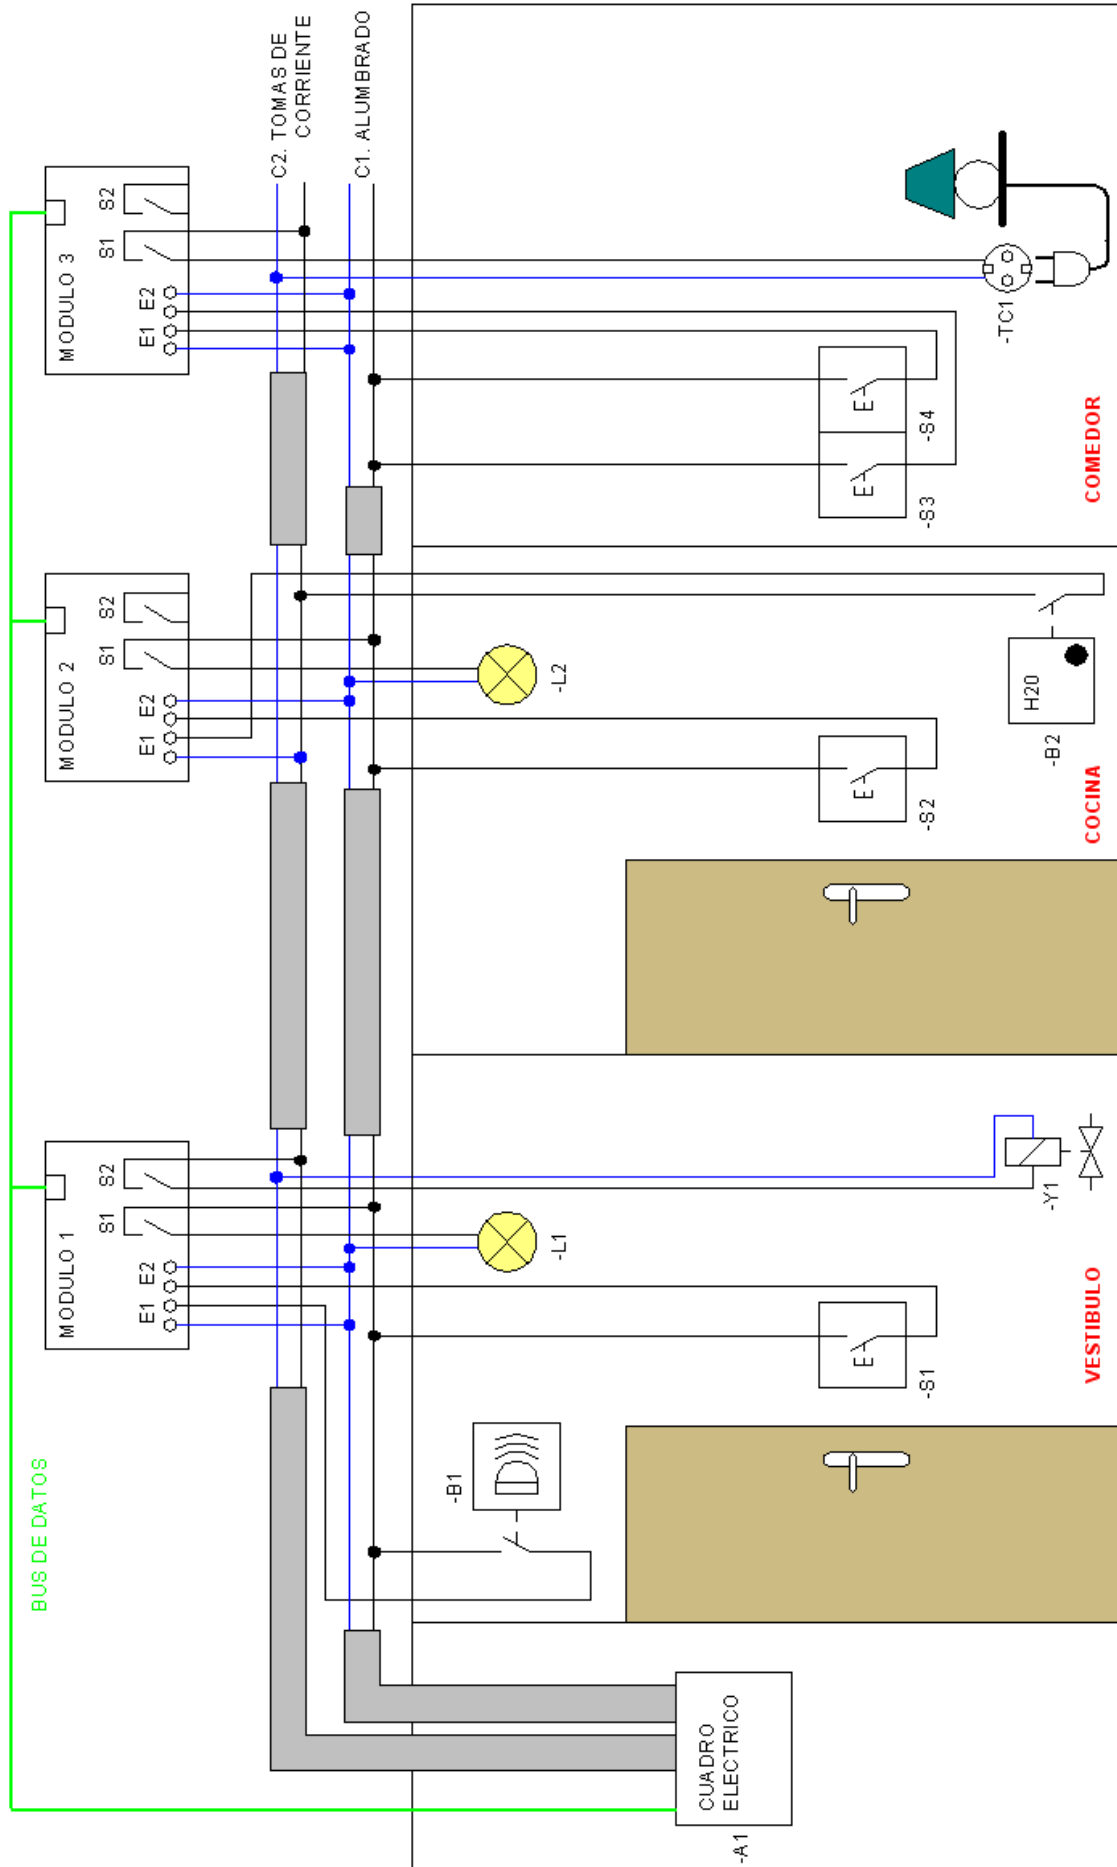 BUS DE DATOS
MODULO 1
E1
E2
S1
S2
MODULO 2
E1
E2
S1
S2
MODULO 3
E1
E2
S1
S2
C2. TOMAS DE
CORRIENTE
C1. ALUMBRADO
-B1
-L1
-L2
-S1
-S2
-S3
-S4
-Y1
H20
-B2
-TC1
CUADRO
ELECTRICO
-A1
VESTIBULO
COCINA
COMEDOR